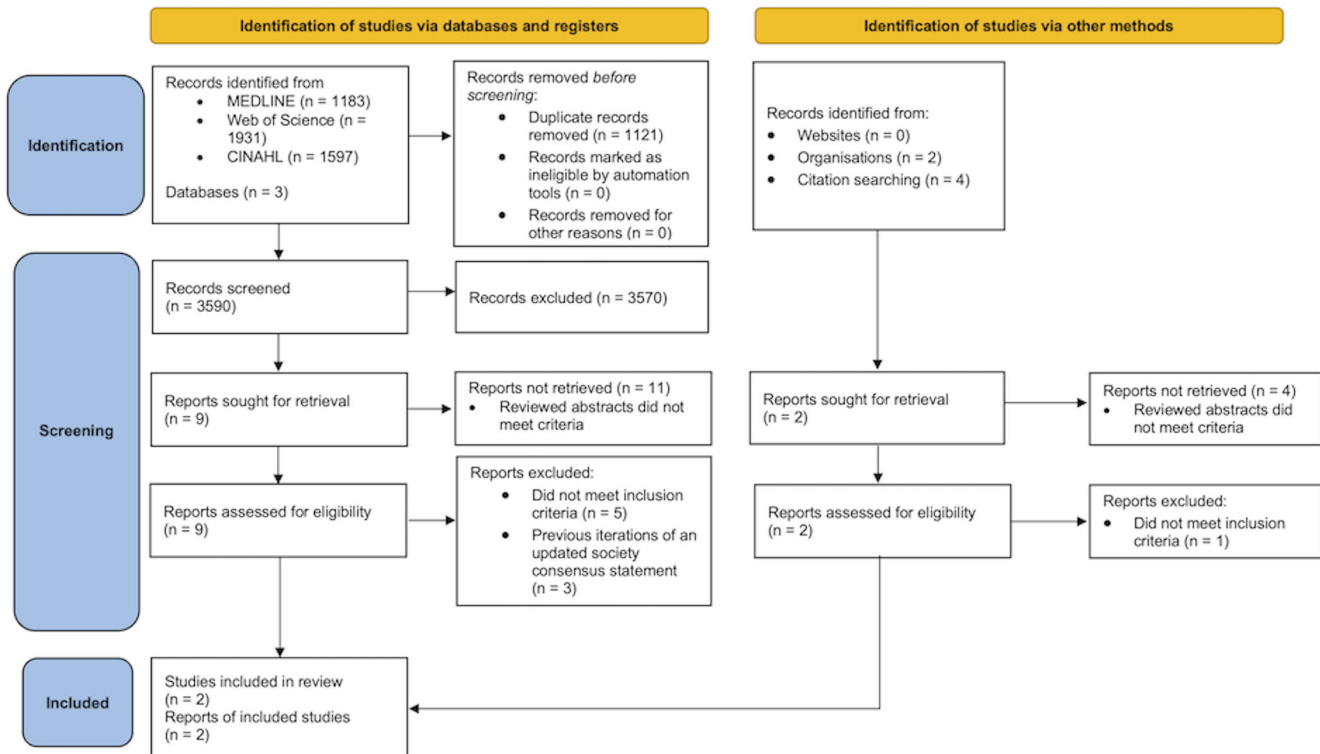 Identification of studies via databases and registers
Identification of studies via other methods
Identification
Records identified from
• MEDLINE (n = 1183)
• Web of Science (n =
1931)
• CINAHL (n = 1597)
Databases (n = 3)
Records removed before
screening:
• Duplicate records
removed (n = 1121)
• Records marked as
ineligible by automation
tools (n = 0)
• Records removed for
other reasons (n = 0)
Records identified from:
• Websites (n = 0)
• Organisations (n = 2)
• Citation searching (n = 4)
Screening
Records screened
(n = 3590)
Records excluded (n = 3570)
Reports sought for retrieval
(n = 9)
Reports not retrieved (n = 11)
• Reviewed abstracts did not
meet criteria
Reports sought for retrieval
(n = 2)
Reports not retrieved (n = 4)
• Reviewed abstracts did
not meet criteria
Reports assessed for eligibility
(n = 9)
Reports excluded:
• Did not meet inclusion
criteria (n = 5)
• Previous iterations of an
updated society
consensus statement
(n = 3)
Reports assessed for eligibility
(n = 2)
Reports excluded:
• Did not meet inclusion
criteria (n = 1)
Included
Studies included in review
(n = 2)
Reports of included studies
(n = 2)